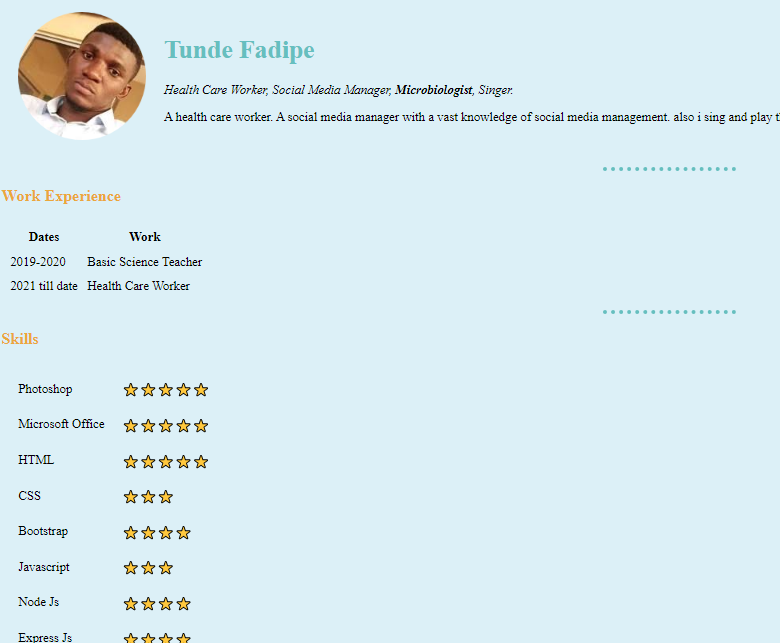 Tunde Fadipe
Health Care Worker, Social Media Manager, Microbiologist, Singer.
A health care worker. A social media manager with a vast knowledge of social media management. also i sing and play
Work Experience
Dates Work
2019-2020 Basic Science Teacher
2021 till date Health Care Worker
Skills
Photoshop
Microsoft Office
HTML
CSS
Bootstrap
Javascript
Node Js
Express Js